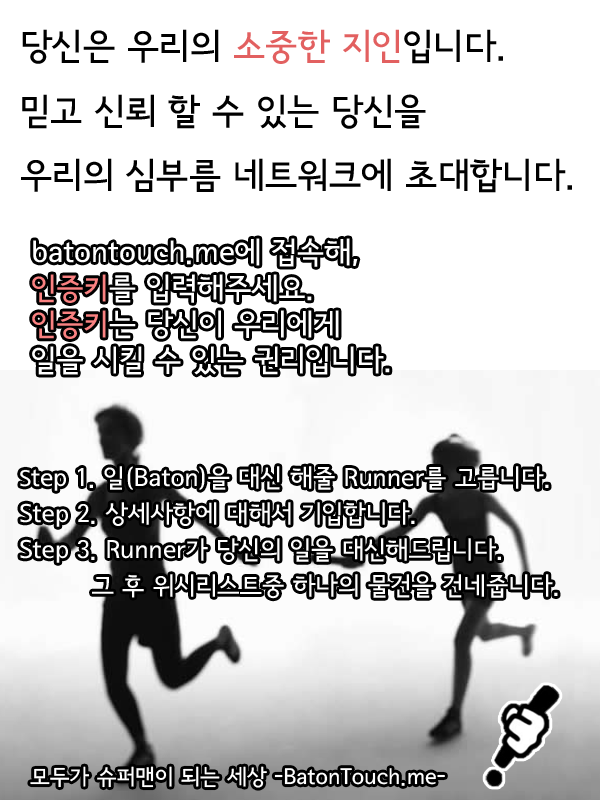 당신은 우리의 소중한 지인입니다.
믿고 신뢰 할 수 있는 당신을
우리의 심부름 네트워크에 초대합니다.
batontouch.me에 접속해,
인증키를 입력해주세요.
인증키는 당신이 우리에게
일을 시킬 수 있는 권리입니다.
Step 1. 일(Baton)을 대신 해줄 Runner를 고릅니다.
Step 2. 상세사항에 대해서 기입합니다.
Step 3. Runner가 당신의 일을 대신해드립니다.
그 후 위시리스트중 하나의 물건을 건네줍니다.
모두가 슈퍼맨이 되는 세상 -BatonTouch.me-